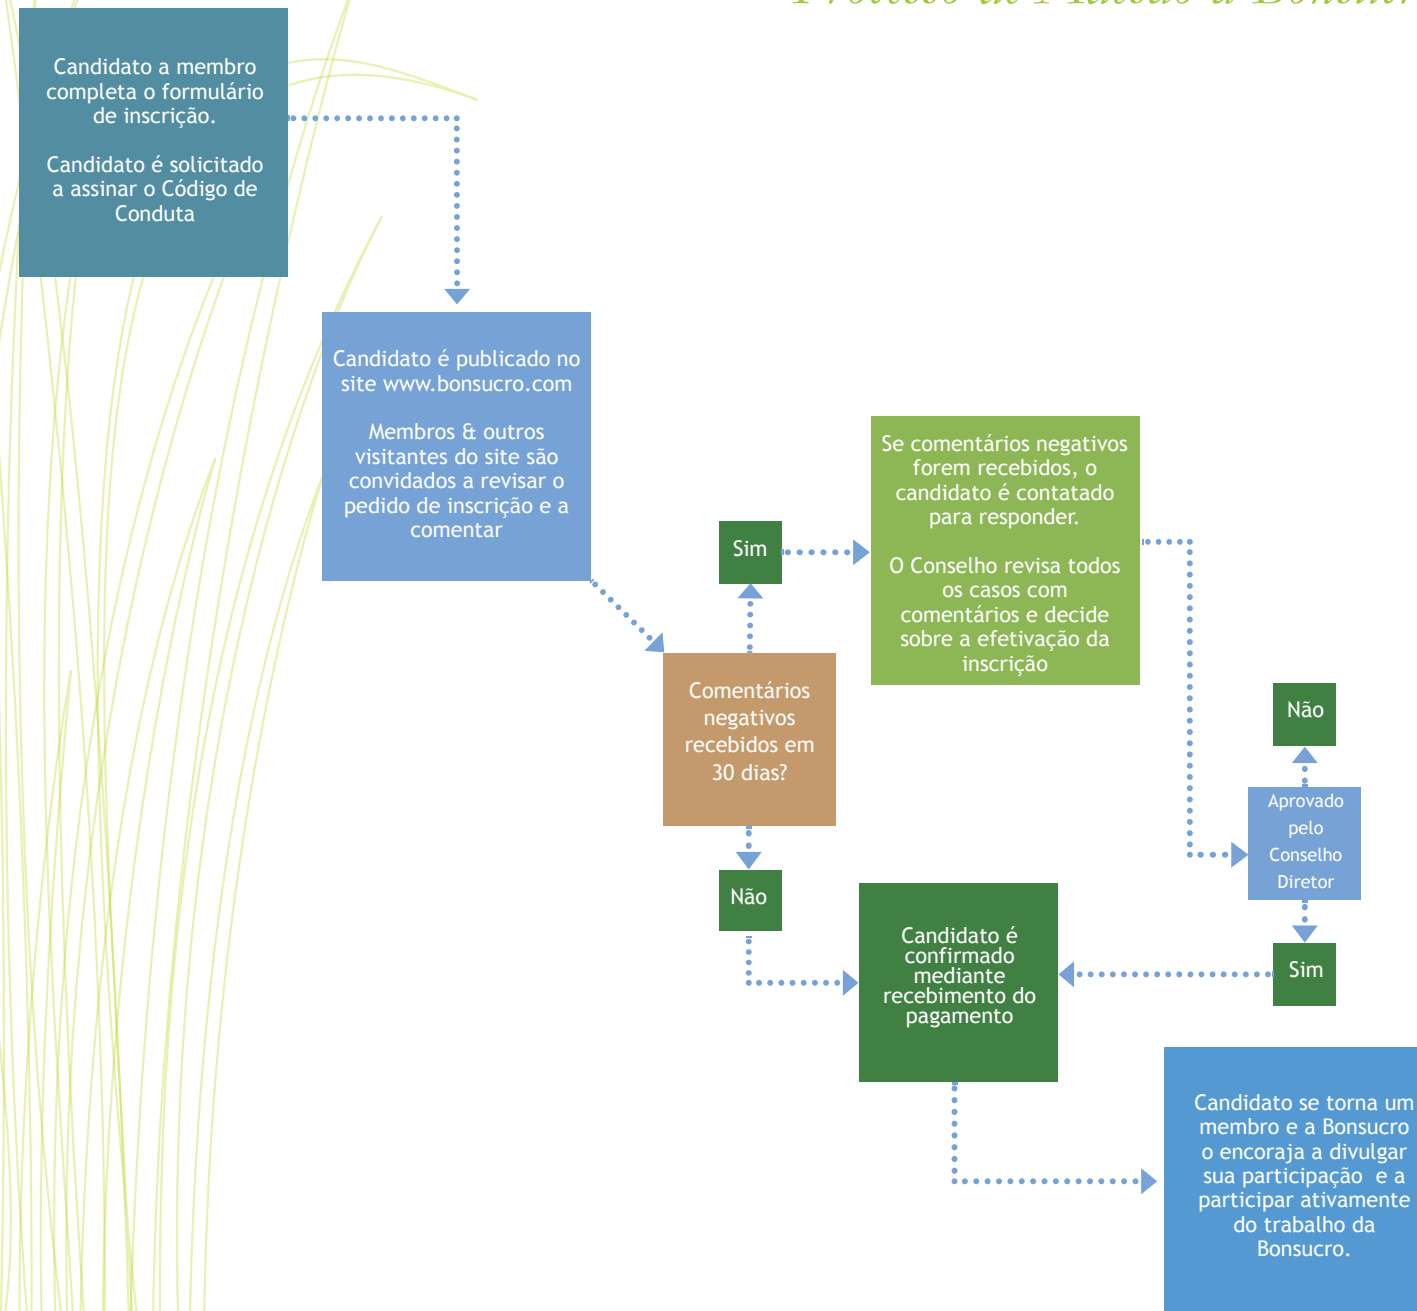 Candidato a membro
completa o formulário
de inscrição.
Candidato é solicitado
a assinar o Código de
Conduta
Candidato é publicado no
site www.bonsucro.com
Membros & outros
visitantes do site são
convidados a revisar o
pedido de inscrição e a
comentar
Comentários
negativos
recebidos em
30 dias?
Sim
Se comentários negativos
forem recebidos, o
candidato é contatado
para responder.
O Conselho revisa todos
os casos com
comentários e decide
sobre a efetivação da
inscrição
Não
Aprovado
pelo
Conselho
Diretor
Não
Sim
Candidato é
confirmado
mediante
recebimento do
pagamento
Candidato se torna um
membro e a Bonsucro
o encoraja a divulgar
sua participação e a
participar ativamente
do trabalho da
Bonsucro.